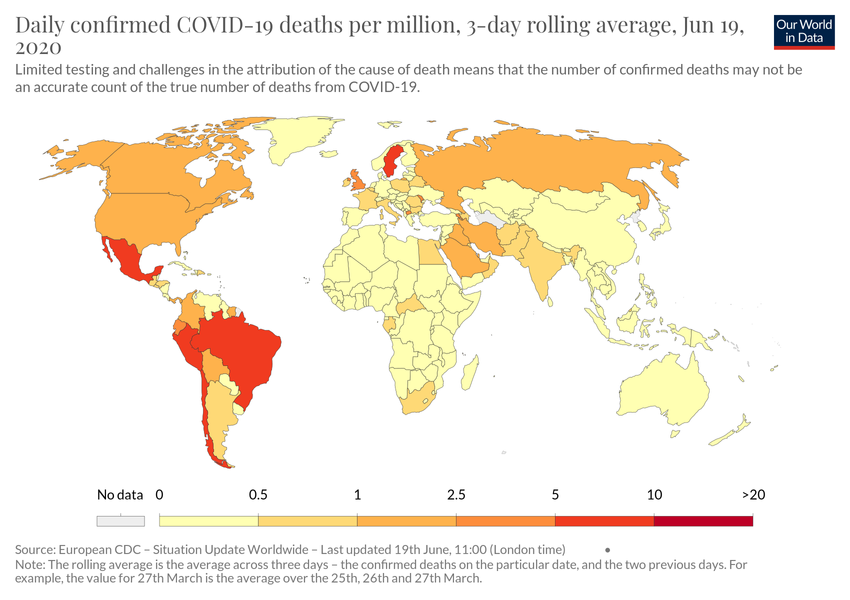 Daily confirmed COVID-19 deaths per million, 3-day rolling average, Jun 19,
2020
Our World
in Data
Limited testing and challenges in the attribution of the cause of death means that the number of confirmed deaths may not be
an accurate count of the true number of deaths from COVID-19.
No data 0 0.5 1 2.5 5 10 >20
Source: European CDC – Situation Update Worldwide – Last updated 19th June, 11:00 (London time) •
Note: The rolling average is the average across three days – the confirmed deaths on the particular date, and the two previous days. For
example, the value for 27th March is the average over the 25th, 26th and 27th March.